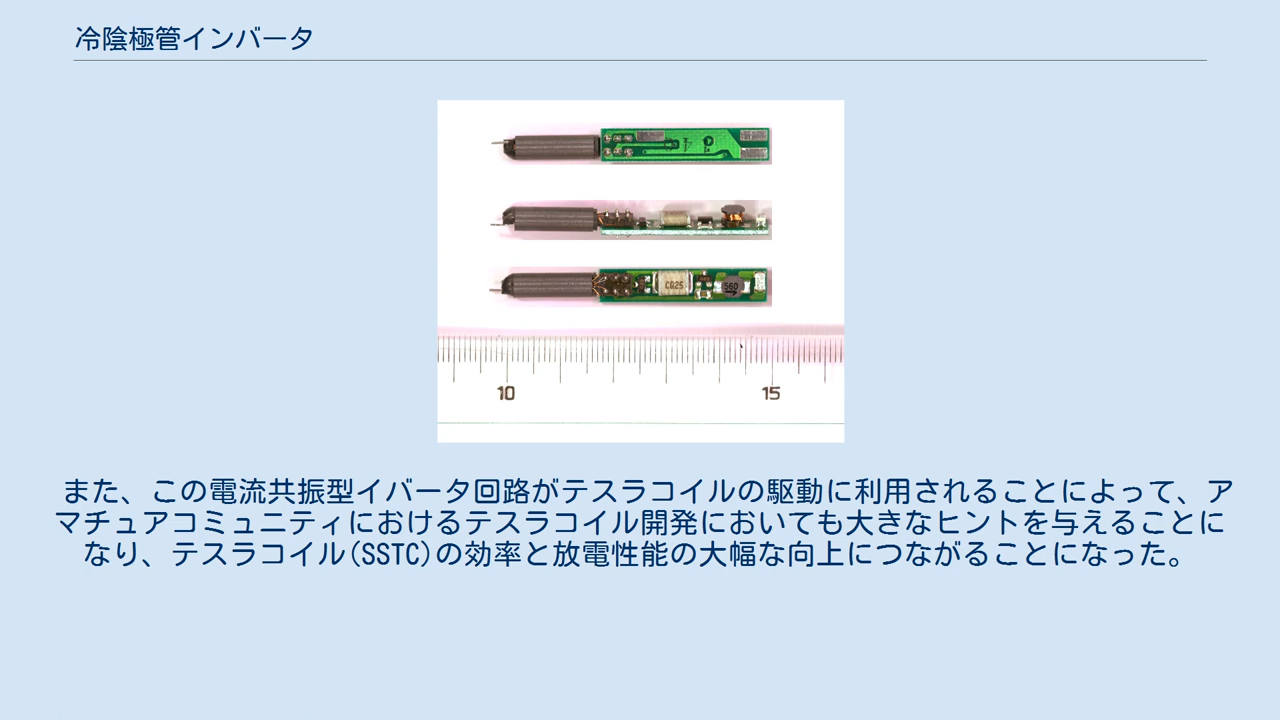 冷陰極管インバータ
CG25
560
10 15
また、この電流共振型イバータ回路がテスラコイルの駆動に利用されることによって、ア
マチュアコミュニティにおけるテスラコイル開発においても大きなヒントを与えることに
なり、テスラコイル(SSTC)の効率と放電性能の大幅な向上につながることになった。